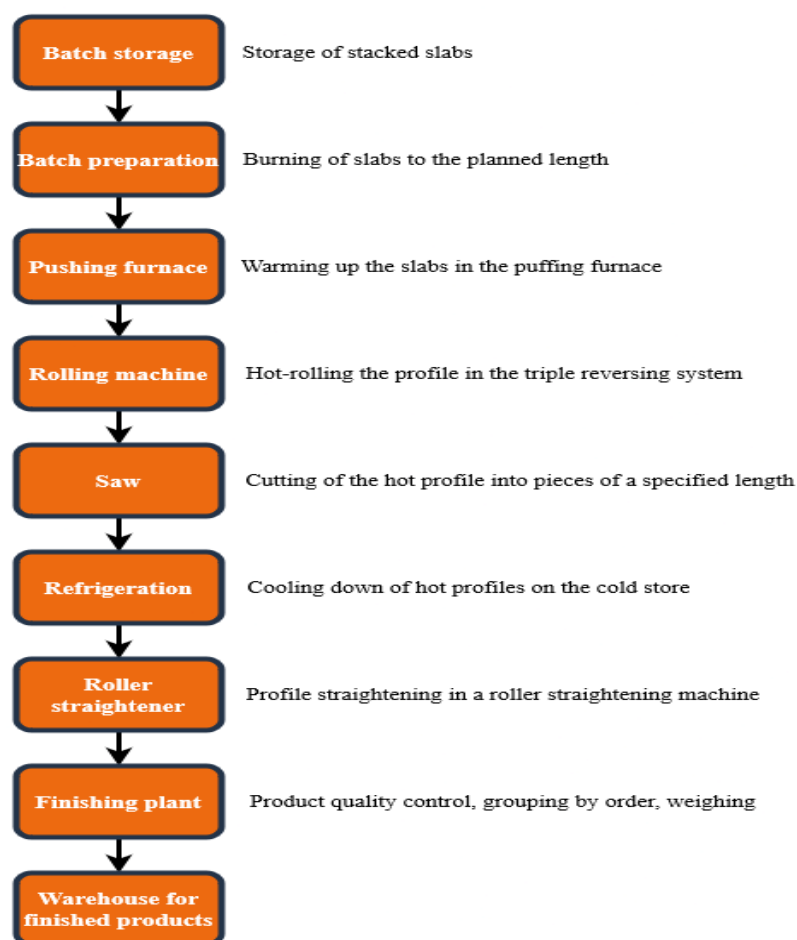 Batch storage
Storage of stacked slabs
Batch preparation
Burning of slabs to the planned length
Pushing furnace
Warming up the slabs in the puffing furnace
Rolling machine
Hot-rolling the profile in the triple reversing system
Saw
Cutting of the hot profile into pieces of a specified length
Refrigeration
Cooling down of hot profiles on the cold store
Roller
straightener
Profile straightening in a roller straightening machine
Finishing plant
Product quality control, grouping by order, weighing
Warehouse for
finished products